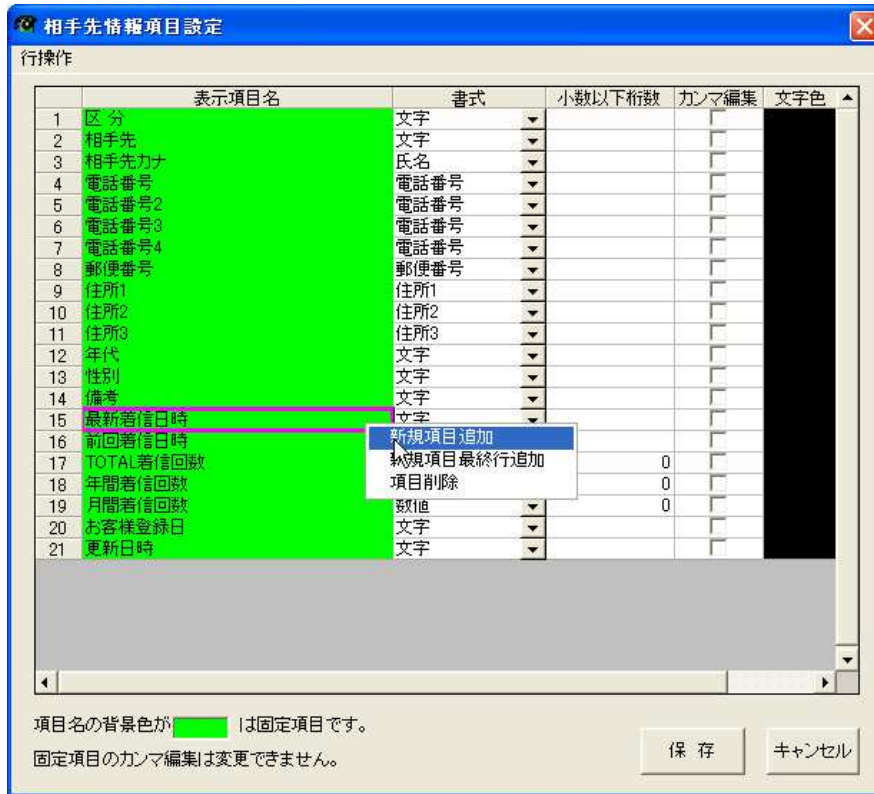 相手先情報項目設定
行操作
表示項目名 書式 小数以下桁数 カンマ編集 文字色
1 区 分 文字
2 相手先 文字
3 相手先カナ 氏名
4 電話番号 電話番号
5 電話番号2 電話番号
6 電話番号3 電話番号
7 電話番号4 電話番号
8 郵便番号 郵便番号
9 住所1 住所1
10 住所2 住所2
11 住所3 住所3
12 年代 文字
13 性別 文字
14 備考 文字
15 最新着信日時 文字
16 前回着信日時 新規項目追加
17 TOTAL着信回数 新規項目最終行追加 0
18 年間着信回数 項目削除 0
19 月間着信回数 数値 0
20 お客様登録日 文字
21 更新日時 文字
項目名の背景色が は固定項目です。
固定項目のカンマ編集は変更できません。
保 存 キャンセル